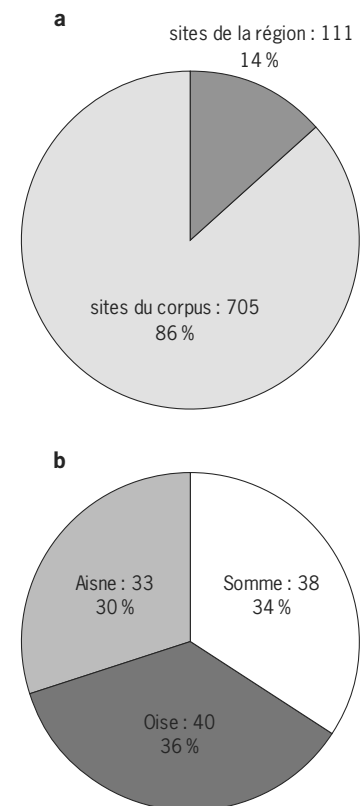 a
sites de la région : 111
14 %
sites du corpus : 705
86 %
b
Aisne : 33
30 %
Somme : 38
34 %
Oise : 40
36 %